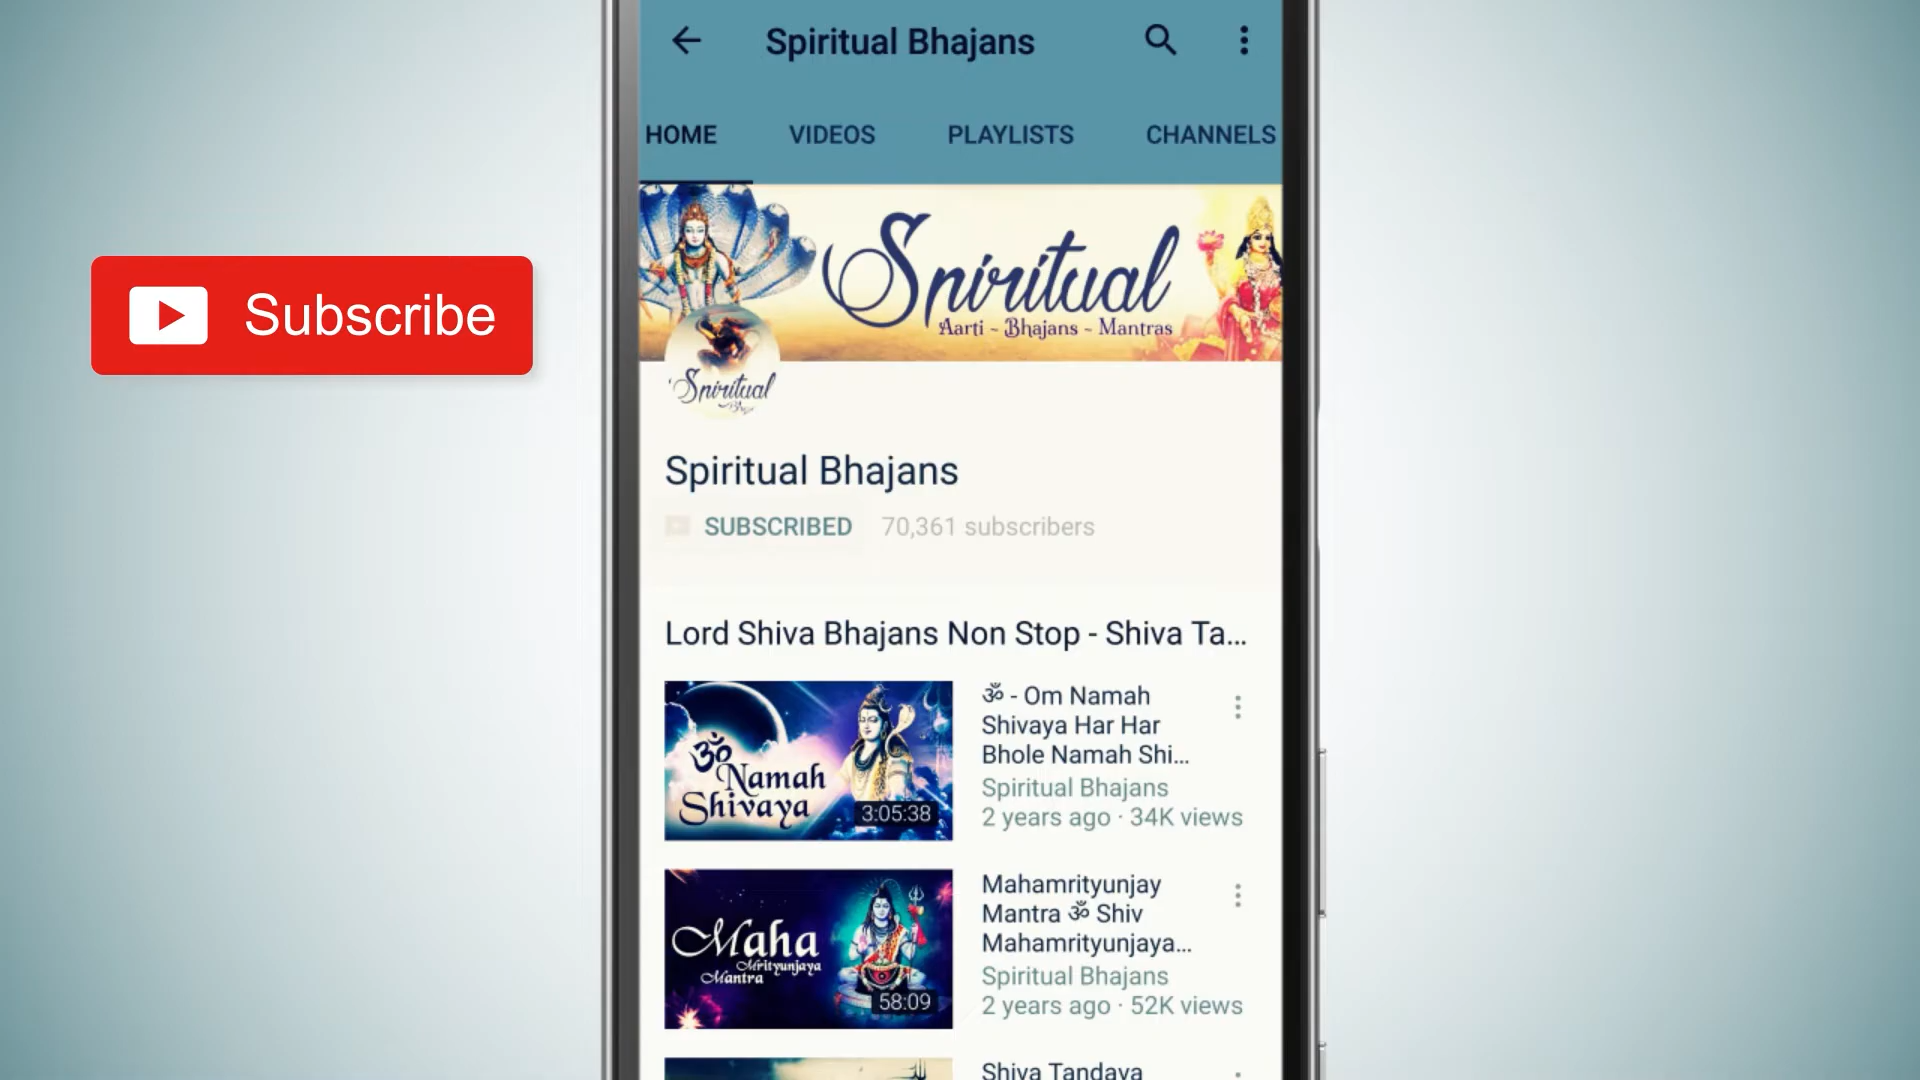 Spiritual Bhajans
HOME VIDEOS PLAYLISTS CHANNELS
Spiritual
Aarti ~ Bhajans ~ Mantras
Subscribe
Spiritual
Spiritual Bhajans
SUBSCRIBED 70,361 subscribers
Lord Shiva Bhajans Non Stop - Shiva Ta...
ॐ Namah
Shivaya
3:05:38
ॐ - Om Namah
Shivaya Har Har
Bhole Namah Shi...
Spiritual Bhajans
2 years ago · 34K views
Maha
Mrityunjaya
Mantra
58:09
Mahamrityunjay
Mantra ॐ Shiv
Mahamrityunjaya...
Spiritual Bhajans
2 years ago · 52K views
Shiva Tandava